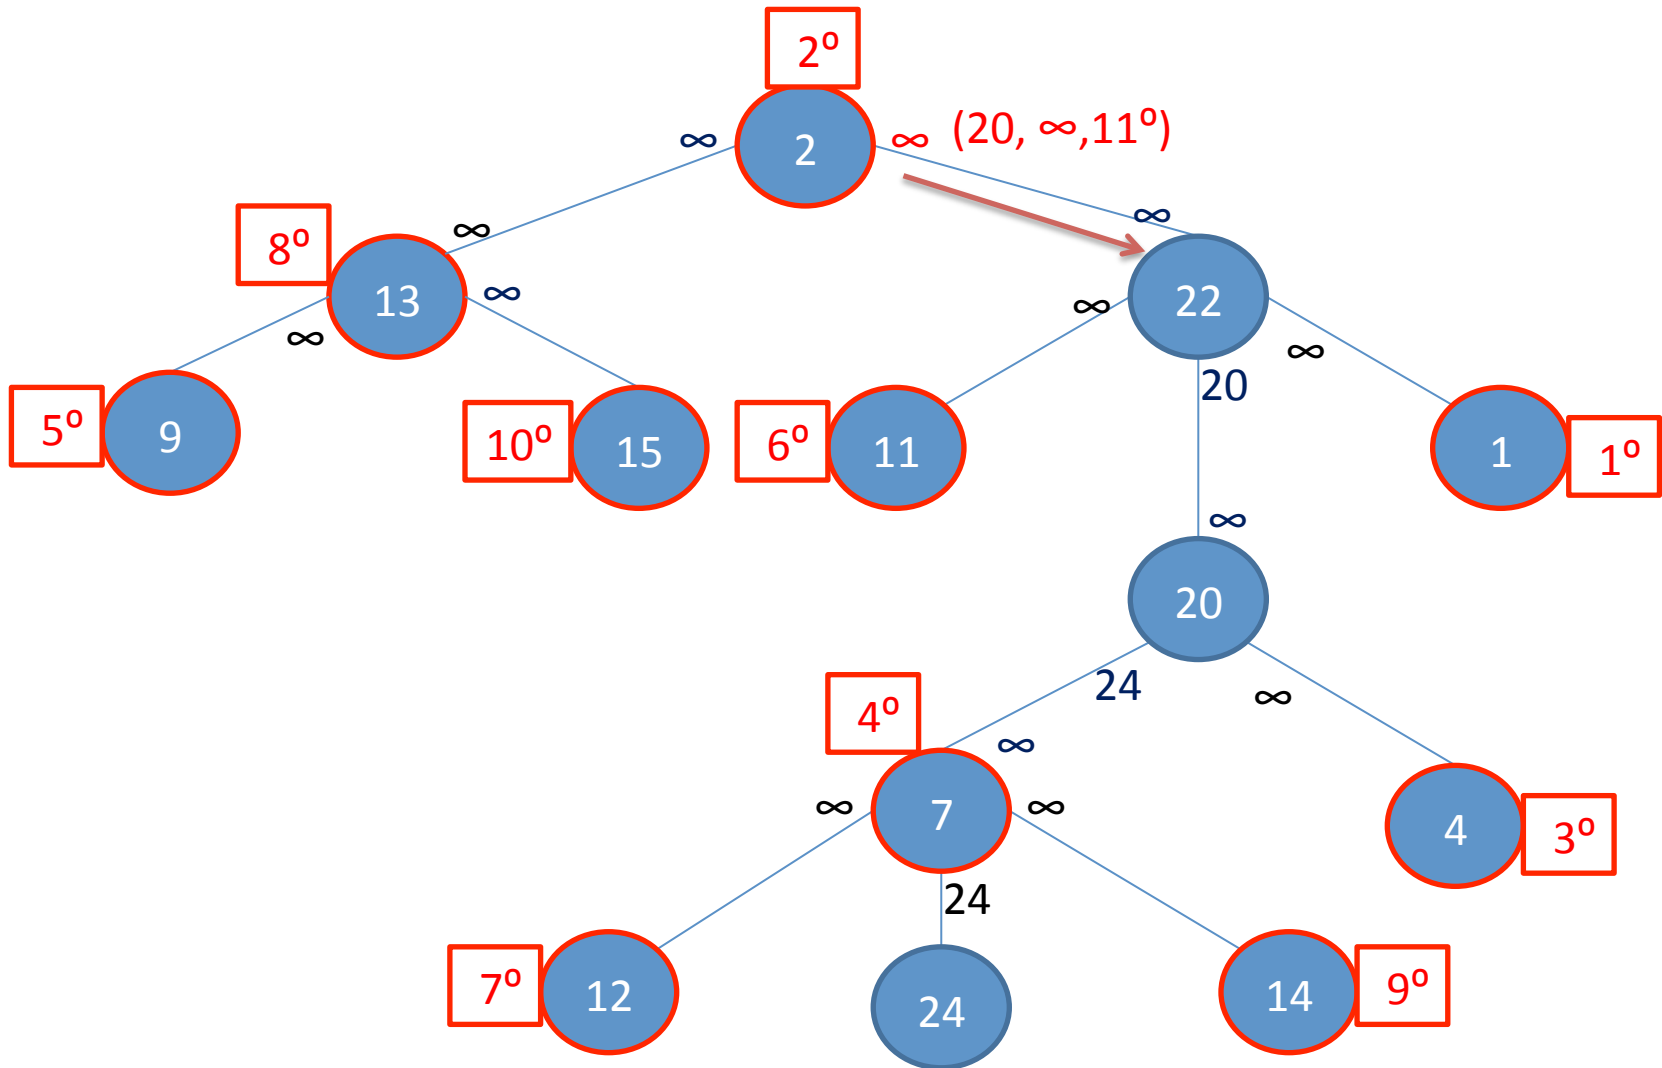 2º
2
∞
∞ (20, ∞,11º)
∞
∞
8º
13
∞
22
∞
∞
∞
20
5º
9
10º
15
6º
11
1
1º
∞
20
24
∞
4º
∞
7
∞
∞
4
3º
24
7º
12
24
14
9º